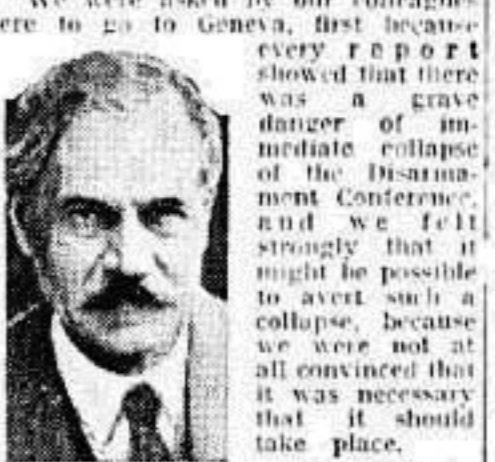 We were asked by our colleagues
ere to go to Geneva, first because
every report
showed that there
was a grave
danger of im-
mediate collapse
of the Disarma-
ment Conference,
and we felt
strongly that it
might be possible
to avert such a
collapse, because
we were not at
all convinced that
it was necessary
that it should
take place.